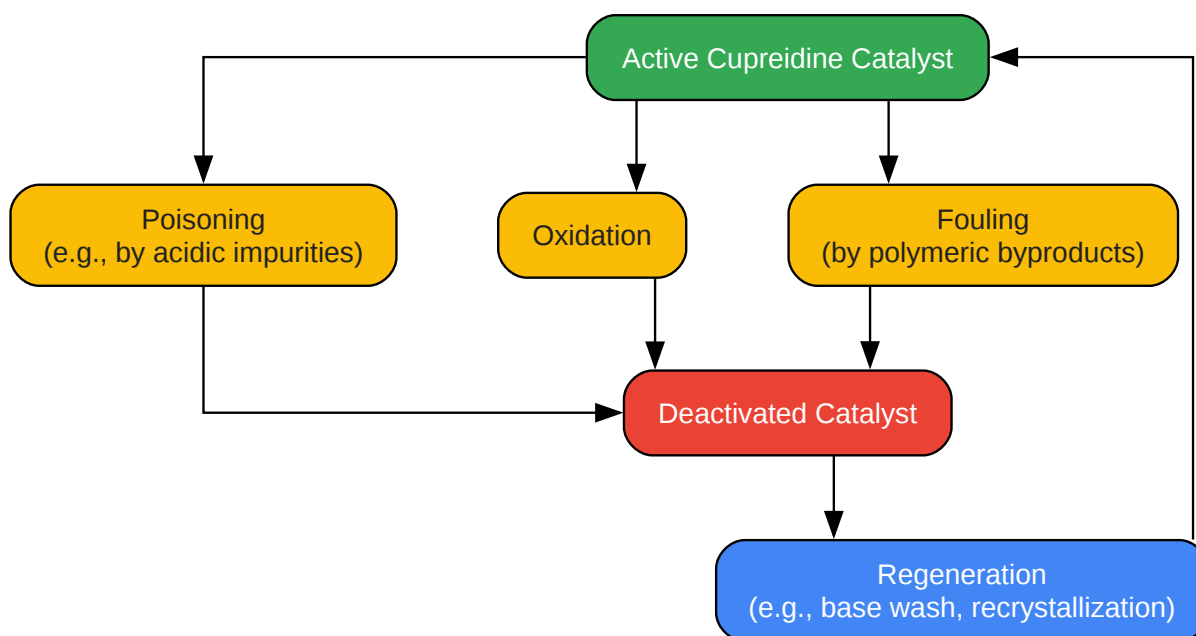 Active Cupreidine Catalyst
Poisoning
(e.g., by acidic impurities)
Oxidation
Fouling
(by polymeric byproducts)
Deactivated Catalyst
Regeneration
(e.g., base wash, recrystallization)